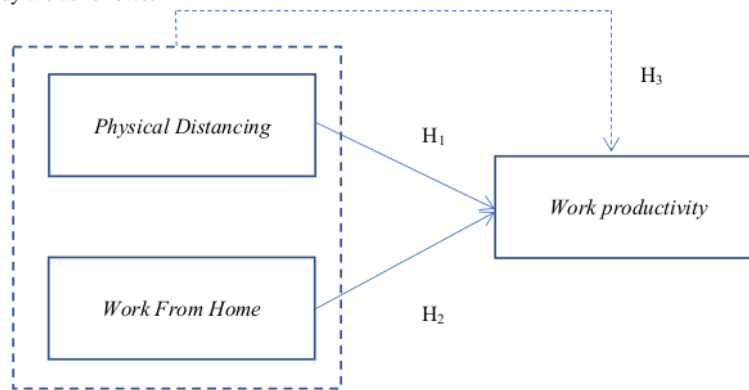 H₃
Physical Distancing
H₁
Work productivity
Work From Home
H₂